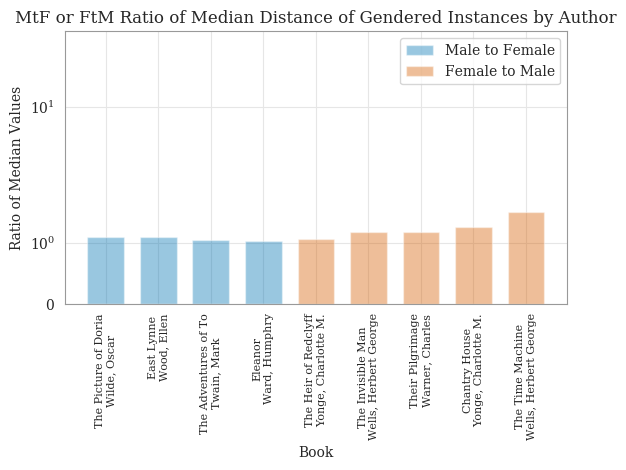 MtF or FtM Ratio of Median Distance of Gendered Instances by Author
Male to Female
Female to Male
Ratio of Median Values
10¹
10⁰
0
The Picture of Doria
Wilde, Oscar
East Lynne
Wood, Ellen
The Adventures of To
Twain, Mark
Eleanor
Ward, Humphry
The Heir of Redclyff
Yonge, Charlotte M.
The Invisible Man
Wells, Herbert George
Their Pilgrimage
Warner, Charles
Chantry House
Yonge, Charlotte M.
The Time Machine
Wells, Herbert George
Book